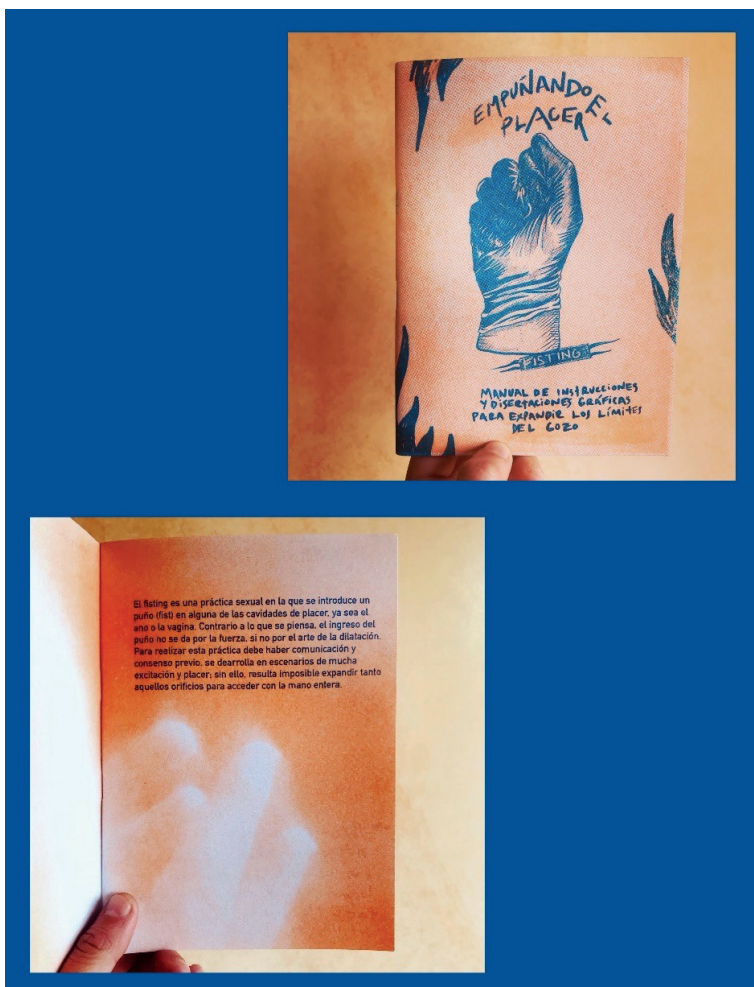 EMPUÑANDO EL
PLACER
FISTING
MANUAL DE INSTRUCCIONES
Y DISERTACIONES GRÁFICAS
PARA EXPANDIR LOS LÍMITES
DEL GOZO
El fisting es una práctica sexual en la que se introduce un
puño (fist) en alguna de las cavidades de placer, ya sea el
ano o la vagina. Contrario a lo que se piensa, el ingreso del
puño no se da por la fuerza, si no por el arte de la dilatación.
Para realizar esta práctica debe haber comunicación y
consenso previo, se dearrolla en escenarios de mucha
excitación y placer; sin ello, resulta imposible expandir tanto
aquellos orificios para acceder con la mano entera.